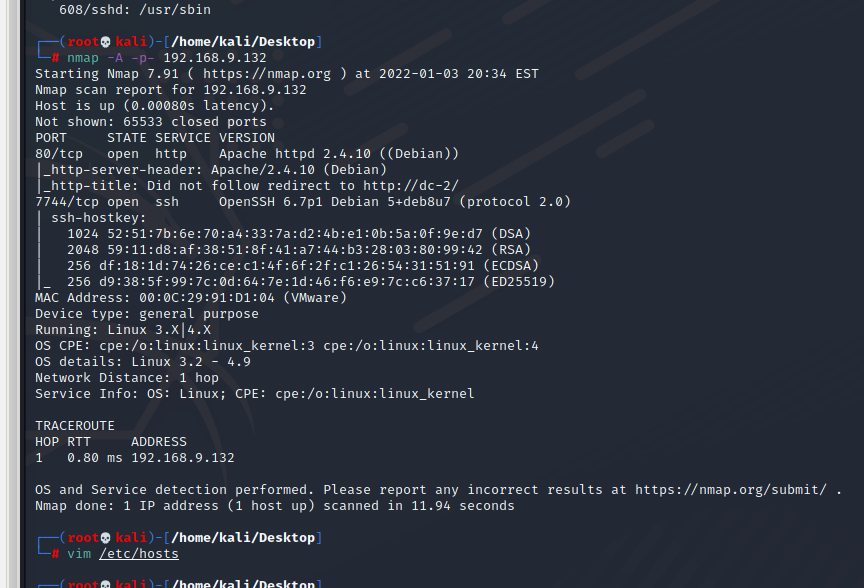 608/sshd: /usr/sbin
┌──(root💀kali)-[/home/kali/Desktop]
└─# nmap -A -p- 192.168.9.132
Starting Nmap 7.91 ( https://nmap.org ) at 2022-01-03 20:34 EST
Nmap scan report for 192.168.9.132
Host is up (0.00080s latency).
Not shown: 65533 closed ports
PORT     STATE SERVICE VERSION
80/tcp   open  http    Apache httpd 2.4.10 ((Debian))
|_http-server-header: Apache/2.4.10 (Debian)
|_http-title: Did not follow redirect to http://dc-2/
7744/tcp open  ssh     OpenSSH 6.7p1 Debian 5+deb8u7 (protocol 2.0)
| ssh-hostkey:
|   1024 52:51:7b:6e:70:a4:33:7a:d2:4b:e1:0b:5a:0f:9e:d7 (DSA)
|   2048 59:11:d8:af:38:51:8f:41:a7:44:b3:28:03:80:99:42 (RSA)
|   256 df:18:1d:74:26:ce:c1:4f:6f:2f:c1:26:54:31:51:91 (ECDSA)
|_  256 d9:38:5f:99:7c:0d:64:7e:1d:46:f6:e9:7c:c6:37:17 (ED25519)
MAC Address: 00:0C:29:91:D1:04 (VMware)
Device type: general purpose
Running: Linux 3.X|4.X
OS CPE: cpe:/o:linux:linux_kernel:3 cpe:/o:linux:linux_kernel:4
OS details: Linux 3.2 - 4.9
Network Distance: 1 hop
Service Info: OS: Linux; CPE: cpe:/o:linux:linux_kernel
TRACEROUTE
HOP RTT     ADDRESS
1   0.80 ms 192.168.9.132
OS and Service detection performed. Please report any incorrect results at https://nmap.org/submit/ .
Nmap done: 1 IP address (1 host up) scanned in 11.94 seconds
┌──(root💀kali)-[/home/kali/Desktop]
└─# vim /etc/hosts
┌──(root💀kali)-[/home/kali/Desktop]